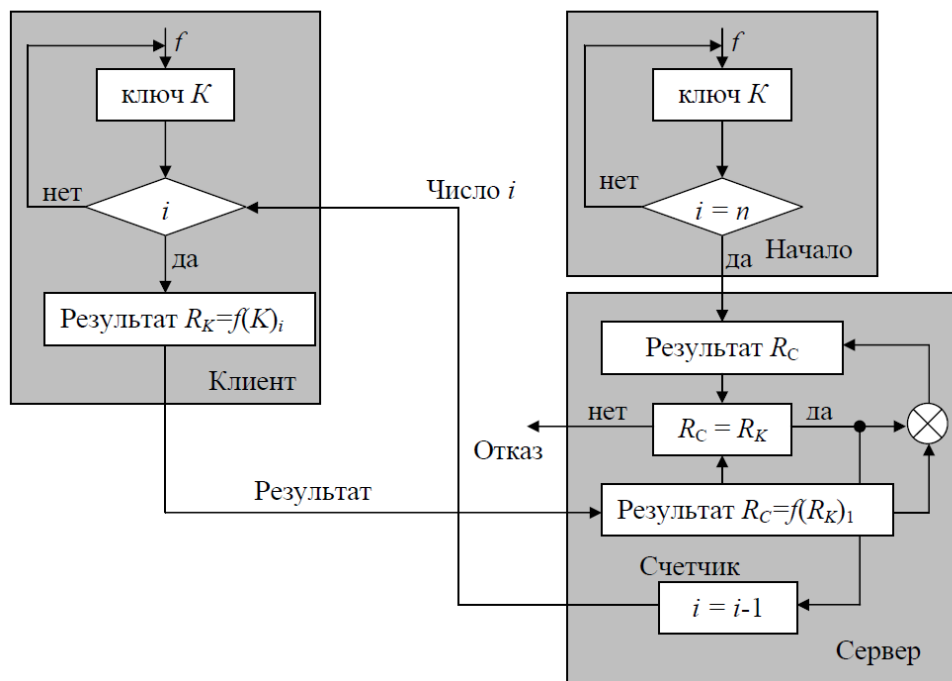 f
ключ К
нет
i
да
Результат R_K=f(K)_i
Клиент
Число i
f
ключ К
нет
i = n
Начало
да
Результат R_C
нет
R_C = R_K
да
Отказ
Результат
Результат R_C=f(R_K)_1
Счетчик
i = i-1
Сервер